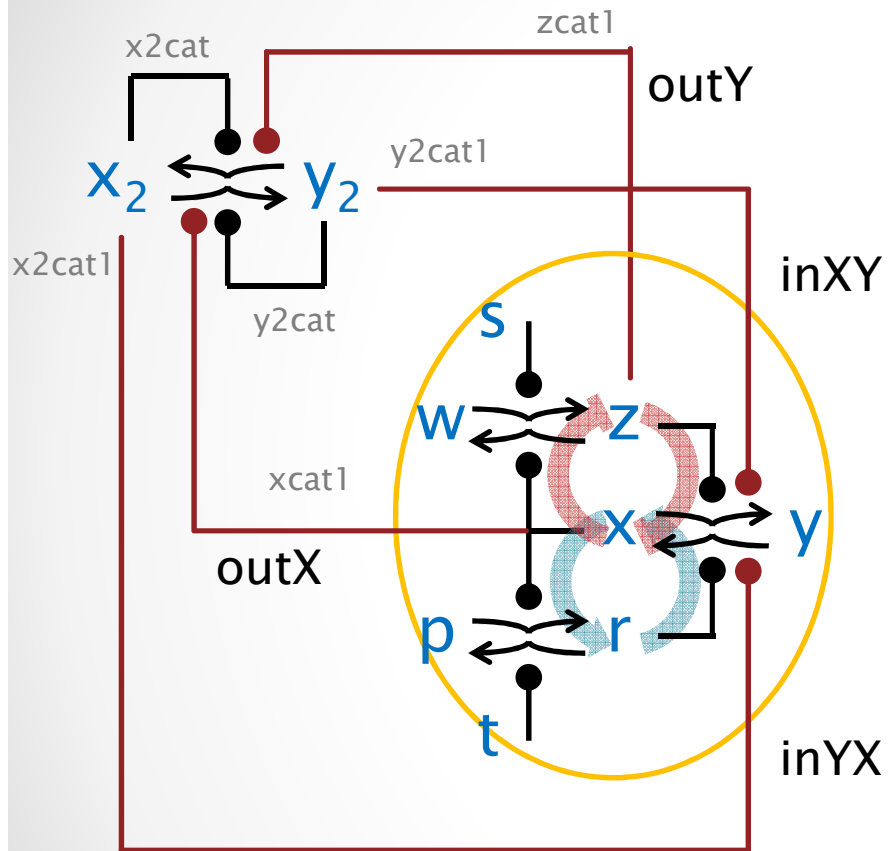 zcat1
x2cat
outY
y2cat1
x₂
y₂
x2cat1
inXY
y2cat
s
w
z
xcat1
x
y
outX
p
r
t
inYX